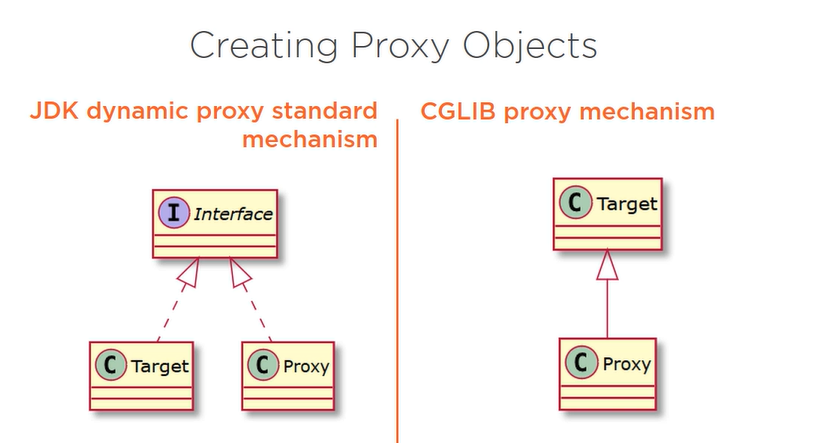 Creating Proxy Objects
JDK dynamic proxy standard
mechanism
I Interface
C Target
C Proxy
CGLIB proxy mechanism
C Target
C Proxy